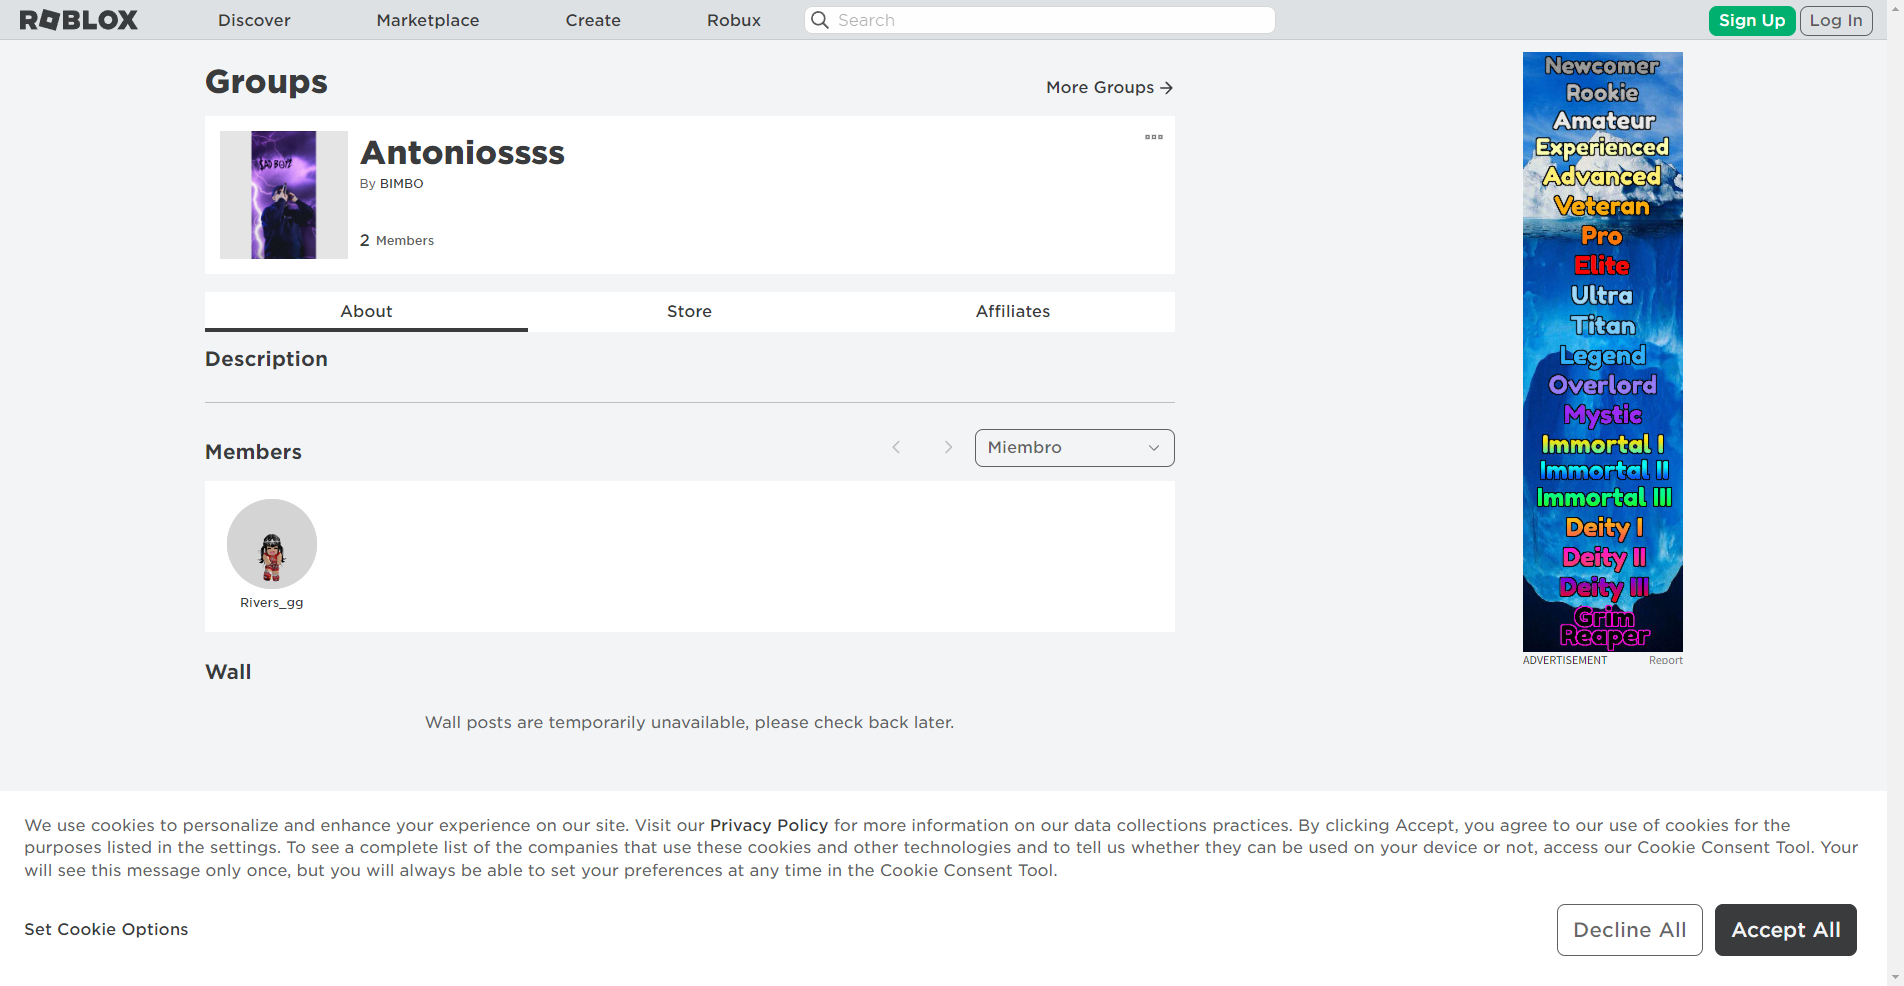 ROBLOX
Discover
Marketplace
Create
Robux
Search
Sign Up
Log In
Groups
More Groups
SAD BOYZ
Antoniossss
By BIMBO
2 Members
About
Store
Affiliates
Description
Members
Miembro
Rivers_gg
Wall
Wall posts are temporarily unavailable, please check back later.
Newcomer
Rookie
Amateur
Experienced
Advanced
Veteran
Pro
Elite
Ultra
Titan
Legend
Overlord
Mystic
Immortal I
Immortal II
Immortal III
Deity I
Deity II
Deity III
Grim
Reaper
ADVERTISEMENT
Report
We use cookies to personalize and enhance your experience on our site. Visit our Privacy Policy for more information on our data collections practices. By clicking Accept, you agree to our use of cookies for the
purposes listed in the settings. To see a complete list of the companies that use these cookies and other technologies and to tell us whether they can be used on your device or not, access our Cookie Consent Tool. Your
will see this message only once, but you will always be able to set your preferences at any time in the Cookie Consent Tool.
Set Cookie Options
Decline All
Accept All